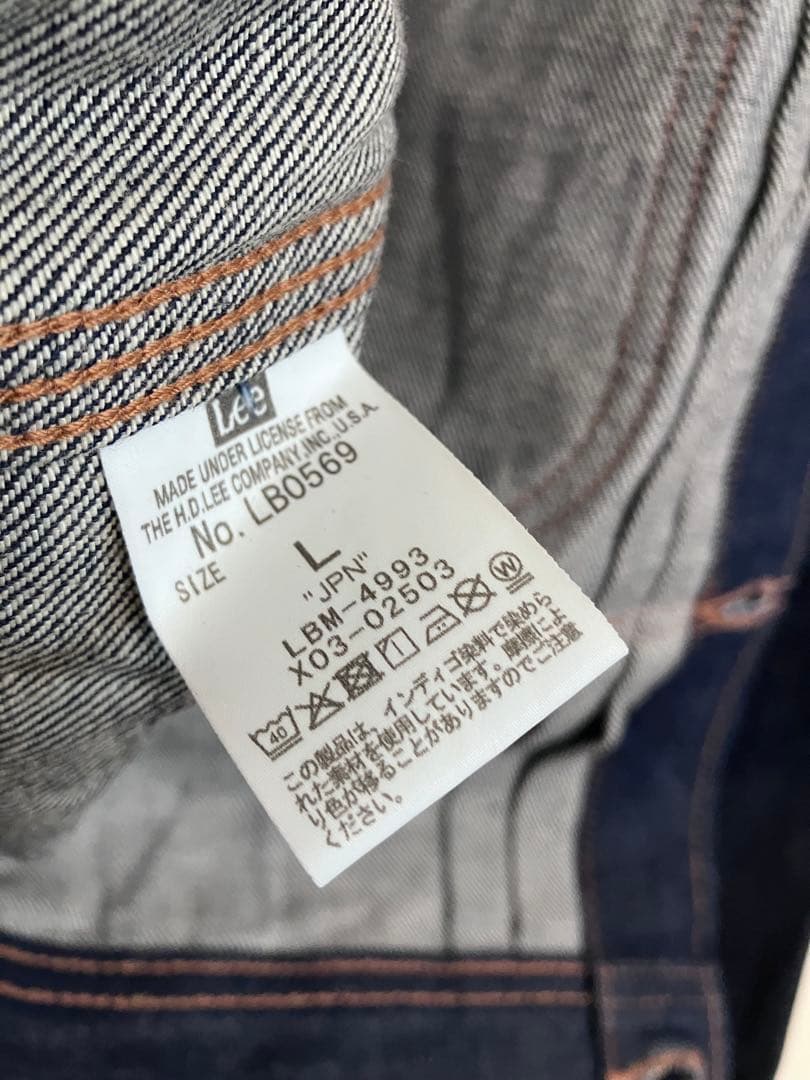 Lee
MADE UNDER LICENSE FROM
THE H.D.LEE COMPANY,INC.U.S.A.
No. LB0569
SIZE L
"JPN"
LBM-4993
X03-02503
40
この製品は、インディゴ染料で染めら
れた素材を使用しています。摩擦によ
り色が移ることがありますのでご注意
ください。